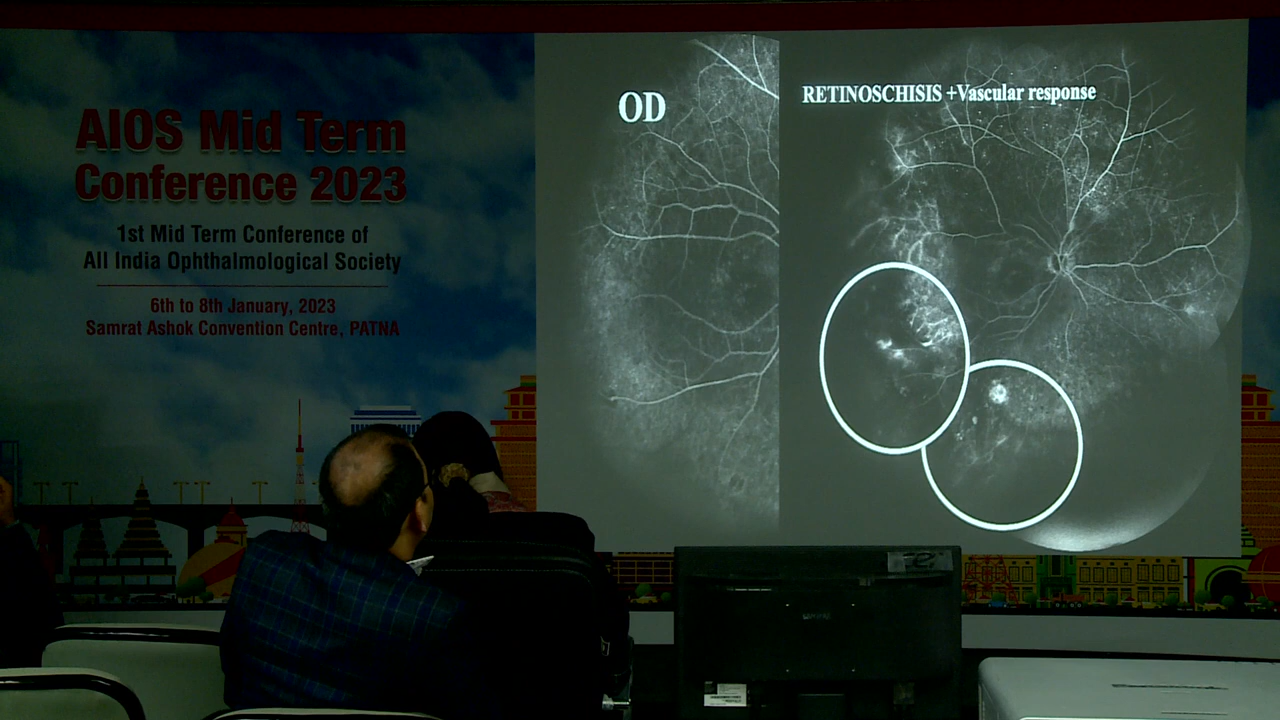 AIOS Mid Term
Conference 2023
1st Mid Term Conference of
All India Ophthalmological Society
6th to 8th January, 2023
Samrat Ashok Convention Centre, PATNA
OD
RETINOSCHISIS +Vascular response